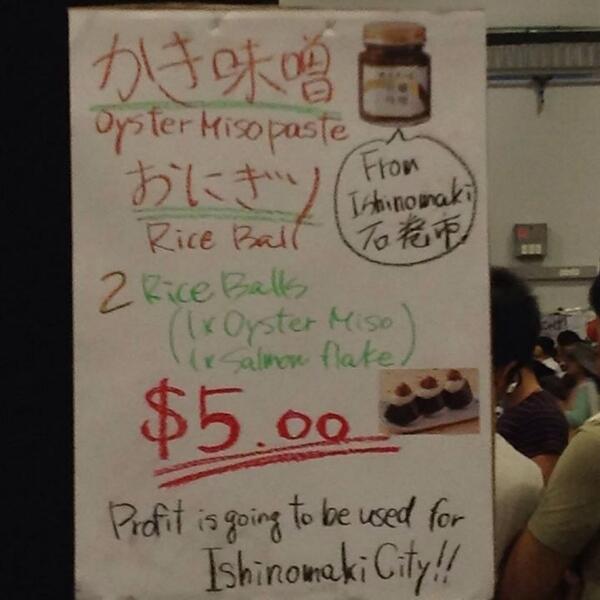 かき味噌
Oyster Miso paste
おにぎり
Rice Ball
From
Ishinomaki
石巻市
2 Rice Balls
(1x Oyster Miso
1x Salmon flake)
$5.00
Profit is going to be used for
Ishinomaki City!!